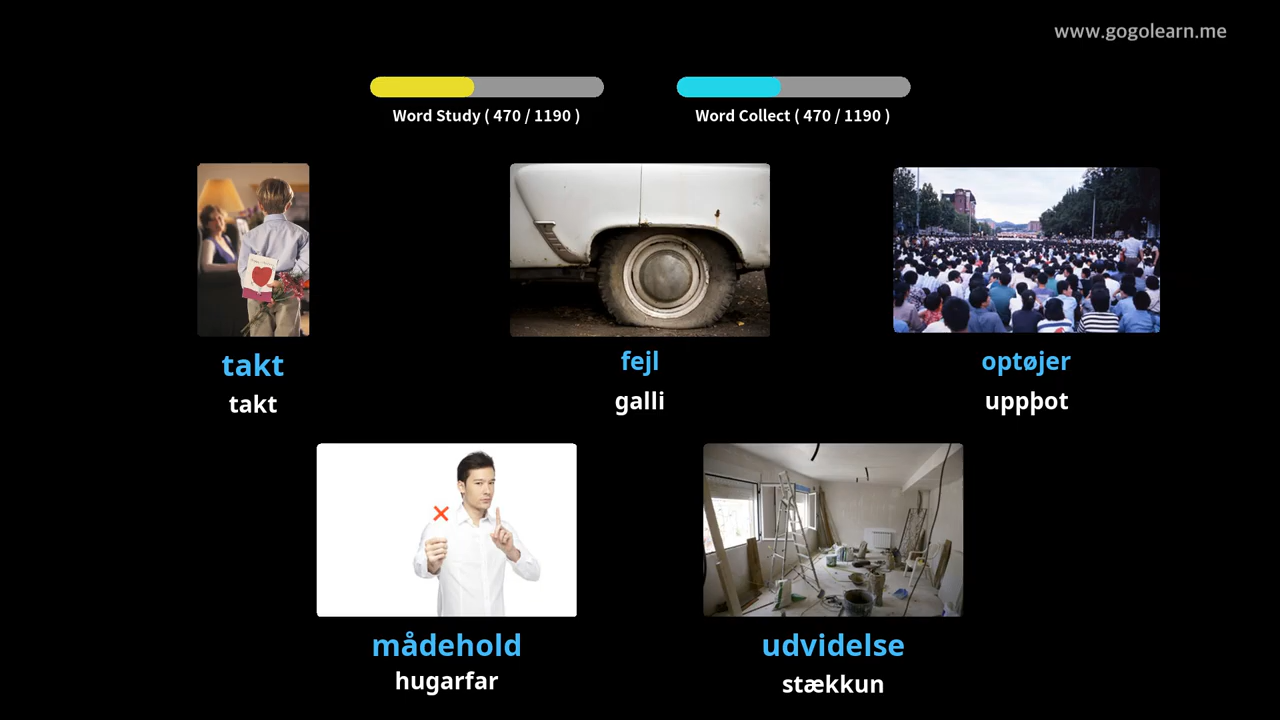 www.gogolearn.me
Word Study ( 470 / 1190 )
Word Collect ( 470 / 1190 )
takt
takt
fejl
galli
optøjer
uppþot
mådehold
hugarfar
udvidelse
stækkun